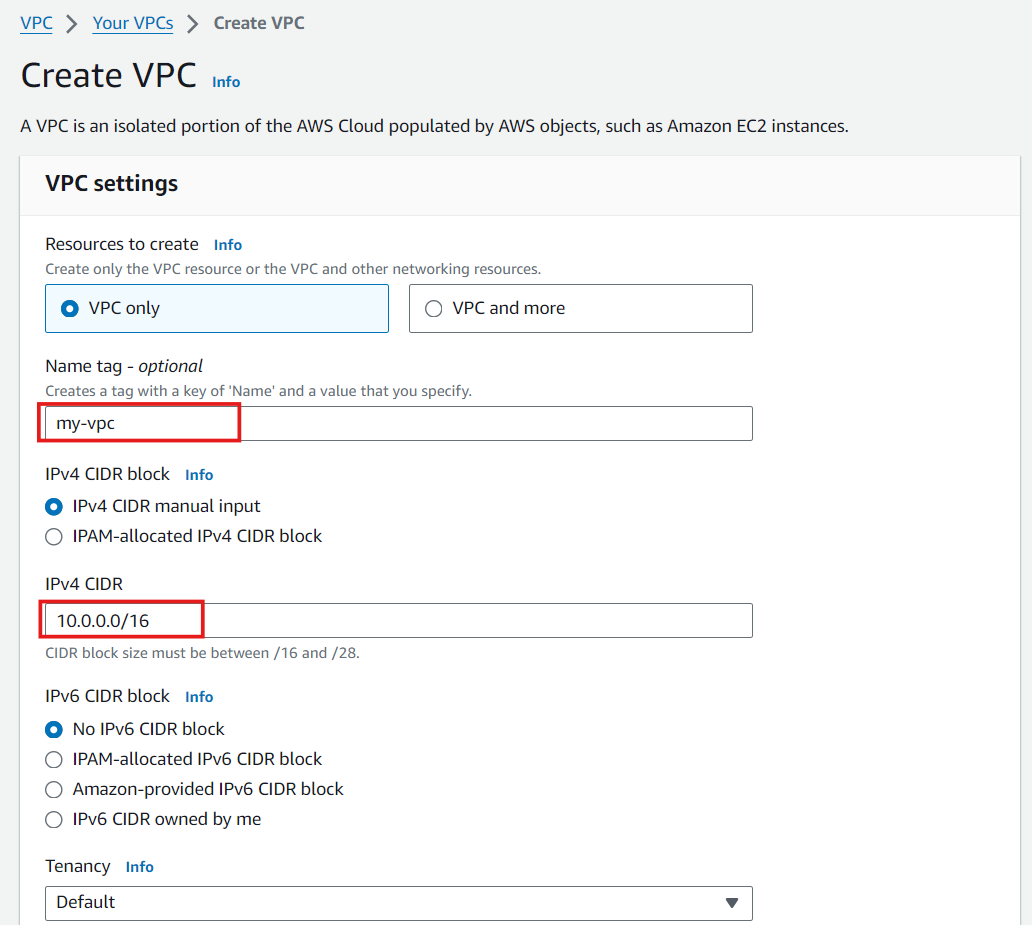 VPC > Your VPCs > Create VPC
Create VPC Info
A VPC is an isolated portion of the AWS Cloud populated by AWS objects, such as Amazon EC2 instances.
VPC settings
Resources to create Info
Create only the VPC resource or the VPC and other networking resources.
VPC only VPC and more
Name tag - optional
Creates a tag with a key of 'Name' and a value that you specify.
my-vpc
IPv4 CIDR block Info
IPv4 CIDR manual input
IPAM-allocated IPv4 CIDR block
IPv4 CIDR
10.0.0.0/16
CIDR block size must be between /16 and /28.
IPv6 CIDR block Info
No IPv6 CIDR block
IPAM-allocated IPv6 CIDR block
Amazon-provided IPv6 CIDR block
IPv6 CIDR owned by me
Tenancy Info
Default